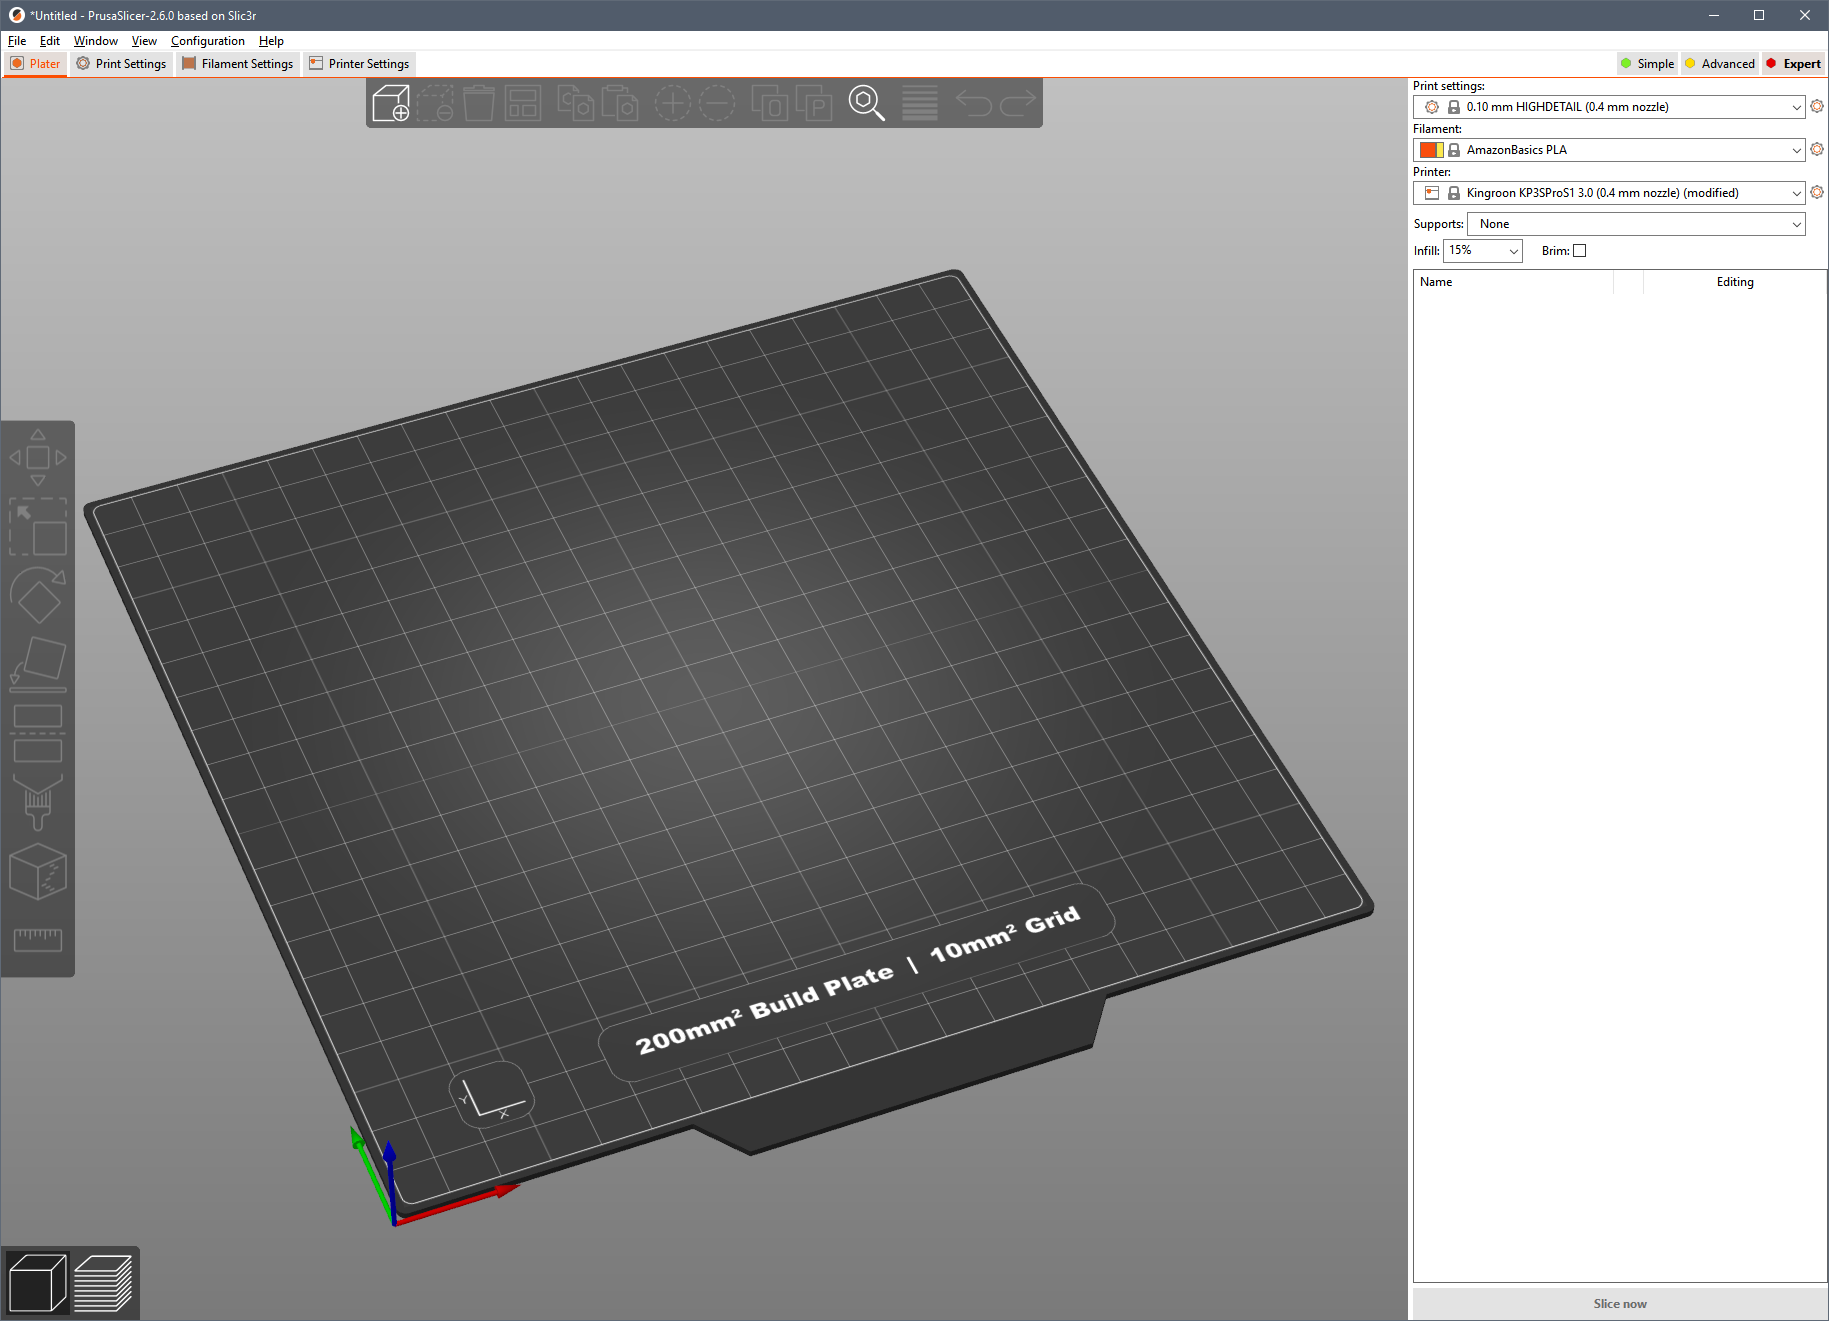 *Untitled - PrusaSlicer-2.6.0 based on Slic3r
File Edit Window View Configuration Help
Plater Print Settings Filament Settings Printer Settings Simple Advanced Expert
Print settings:
0.10 mm HIGHDETAIL (0.4 mm nozzle)
Filament:
AmazonBasics PLA
Printer:
Kingroon KP3SProS1 3.0 (0.4 mm nozzle) (modified)
Supports: None
Infill: 15% Brim:
Name Editing
200mm² Build Plate | 10mm² Grid
Y
X
Slice now